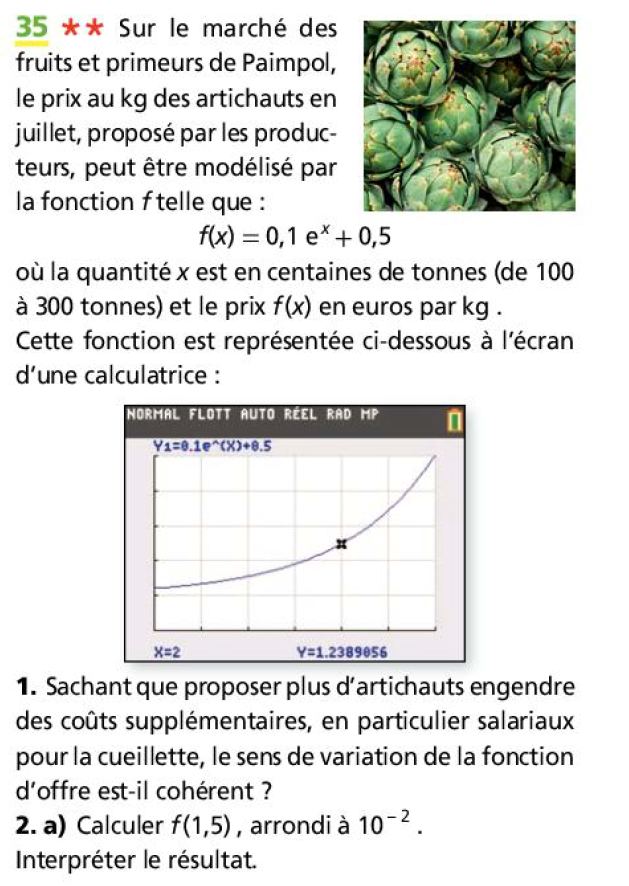 35 ★★ Sur le marché des
fruits et primeurs de Paimpol,
le prix au kg des artichauts en
juillet, proposé par les produc-
teurs, peut être modélisé par
la fonction f telle que :
f(x) = 0,1 eˣ + 0,5
où la quantité x est en centaines de tonnes (de 100
à 300 tonnes) et le prix f(x) en euros par kg .
Cette fonction est représentée ci-dessous à l'écran
d'une calculatrice :
NORMAL FLOTT AUTO RÉEL RAD MP
Y1=0.1e^(X)+0.5
X=2 Y=1.2389056
1. Sachant que proposer plus d'artichauts engendre
des coûts supplémentaires, en particulier salariaux
pour la cueillette, le sens de variation de la fonction
d'offre est-il cohérent ?
2. a) Calculer f(1,5) , arrondi à 10⁻² .
Interpréter le résultat.